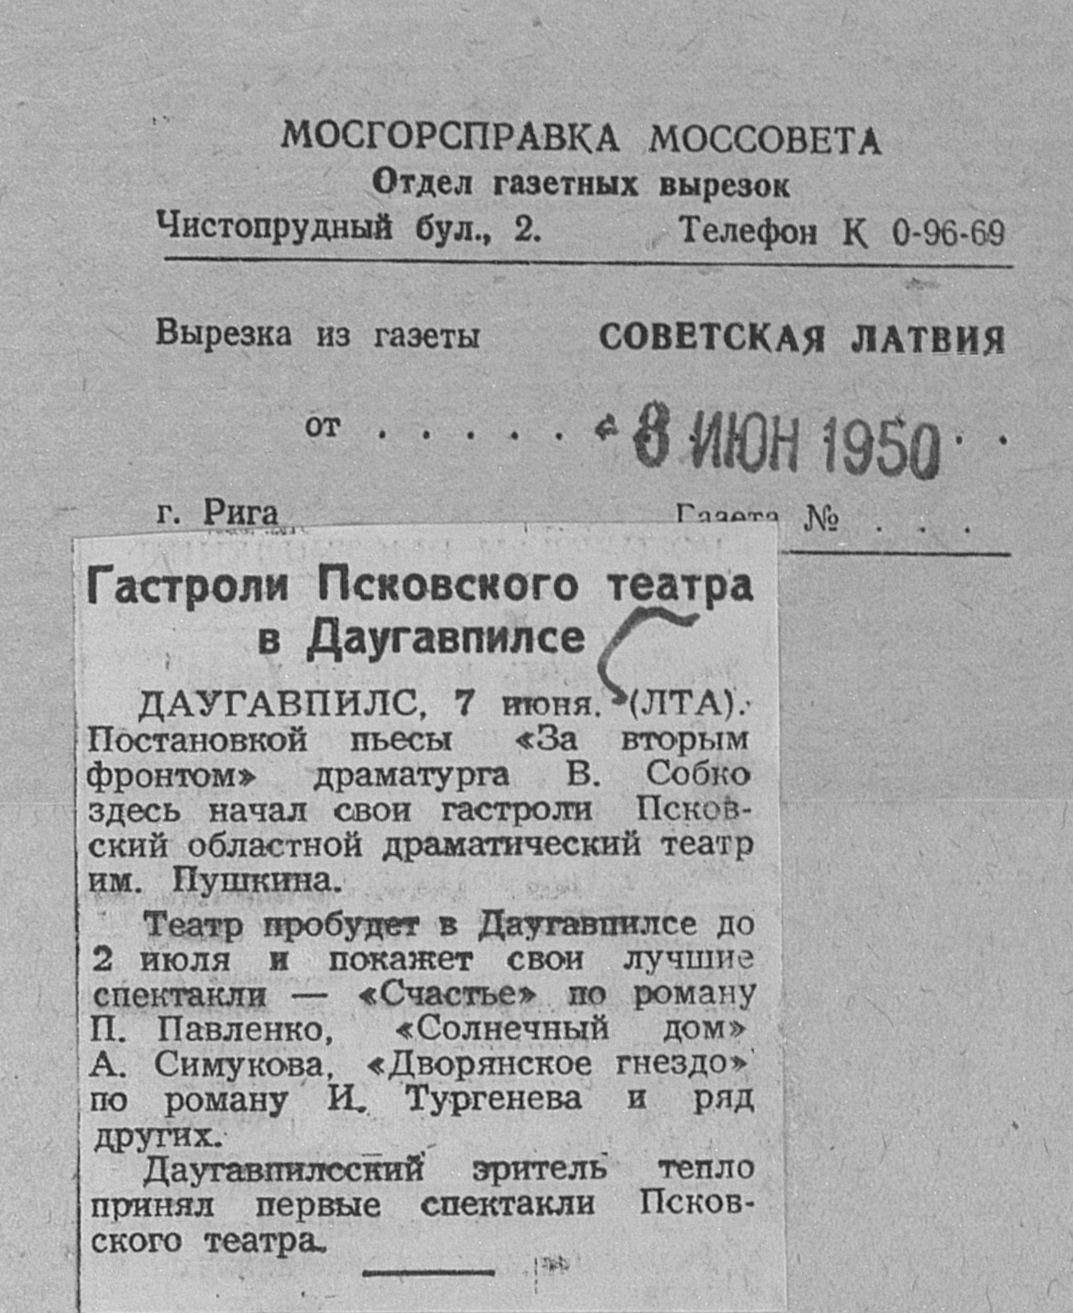 МОСГОРСПРАВКА МОССОВЕТА
Отдел газетных вырезок
Чистопрудный бул., 2. Телефон К 0-96-69
Вырезка из газеты СОВЕТСКАЯ ЛАТВИЯ
от . . . . . 8 ИЮН 1950 . .
г. Рига Газета № . . .
Гастроли Псковского театра
в Даугавпилсе
ДАУГАВПИЛС, 7 июня. (ЛТА).
Постановкой пьесы «За вторым
фронтом» драматурга В. Собко
здесь начал свои гастроли Псков-
ский областной драматический театр
им. Пушкина.
Театр пробудет в Даугавпилсе до
2 июля и покажет свои лучшие
спектакли — «Счастье» по роману
П. Павленко, «Солнечный дом»
А. Симукова, «Дворянское гнездо»
по роману И. Тургенева и ряд
других.
Даугавпилсский зритель тепло
принял первые спектакли Псков-
ского театра.